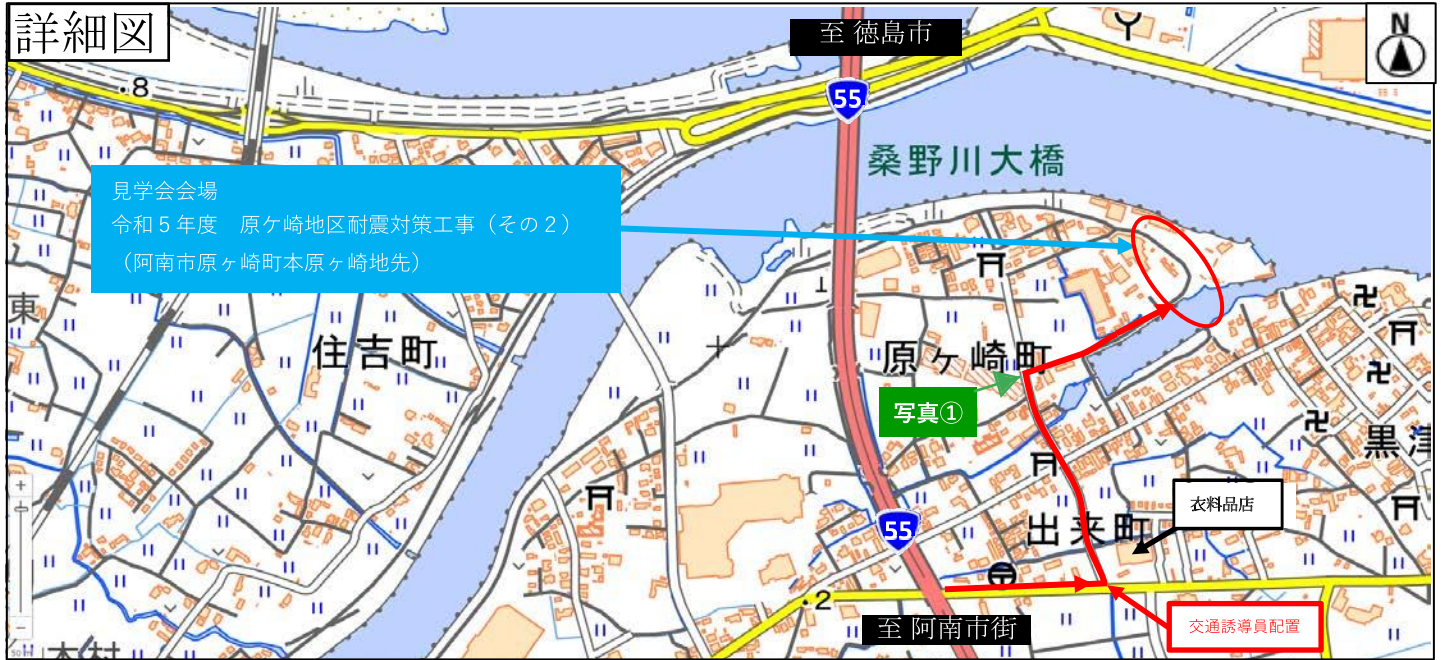 詳細図
至 徳島市
N
8
55
桑野川大橋
見学会会場
令和5年度　原ケ崎地区耐震対策工事（その2）
（阿南市原ヶ崎町本原ヶ崎地先）
東
住吉町
原ヶ崎町
写真①
黒津
衣料品店
55
出来町
2
至 阿南市街
交通誘導員配置
本村